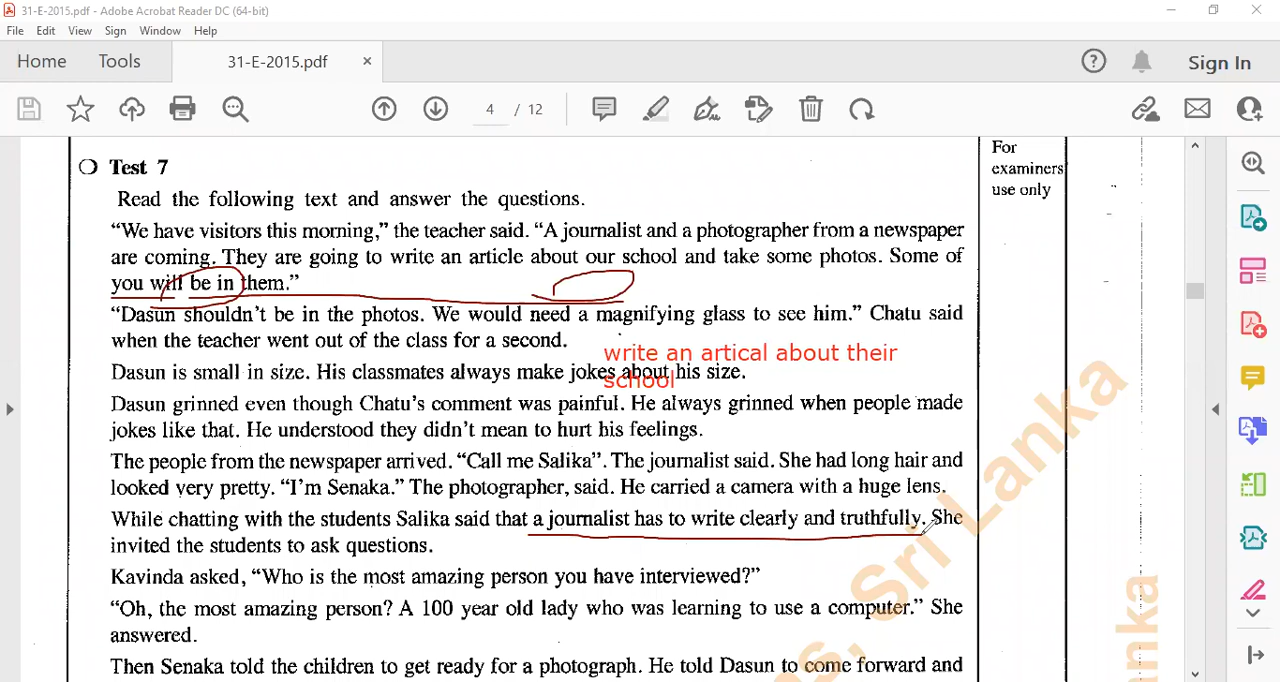 31-E-2015.pdf - Adobe Acrobat Reader DC (64-bit)
File Edit View Sign Window Help
Home Tools 31-E-2015.pdf × Sign In
4 / 12
For
examiners
use only
Test 7
Read the following text and answer the questions.
“We have visitors this morning,” the teacher said. “A journalist and a photographer from a newspaper
are coming. They are going to write an article about our school and take some photos. Some of
you will be in them.”
“Dasun shouldn’t be in the photos. We would need a magnifying glass to see him.” Chatu said
when the teacher went out of the class for a second.
write an artical about their
school
Dasun is small in size. His classmates always make jokes about his size.
Dasun grinned even though Chatu’s comment was painful. He always grinned when people made
jokes like that. He understood they didn’t mean to hurt his feelings.
The people from the newspaper arrived. “Call me Salika”. The journalist said. She had long hair and
looked very pretty. “I’m Senaka.” The photographer, said. He carried a camera with a huge lens.
While chatting with the students Salika said that a journalist has to write clearly and truthfully. She
invited the students to ask questions.
Kavinda asked, “Who is the most amazing person you have interviewed?”
“Oh, the most amazing person? A 100 year old lady who was learning to use a computer.” She
answered.
Then Senaka told the children to get ready for a photograph. He told Dasun to come forward and
s, Sri Lanka
anka